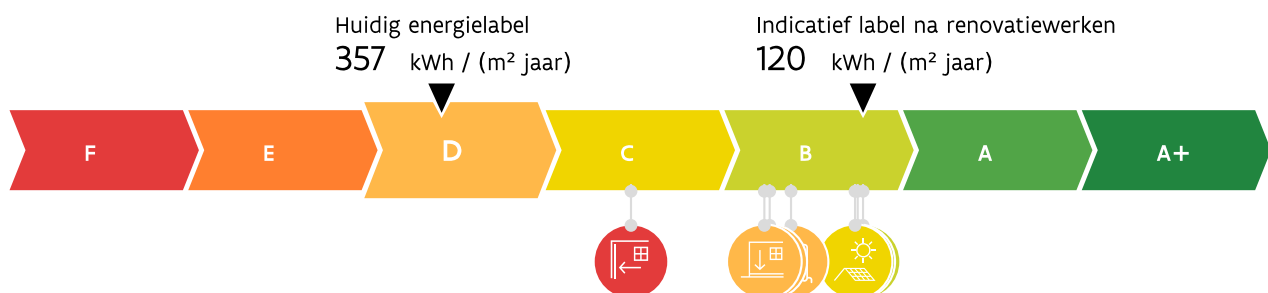 Huidig energielabel
357 kWh / (m² jaar)
Indicatief label na renovatiewerken
120 kWh / (m² jaar)
F E D C B A A+